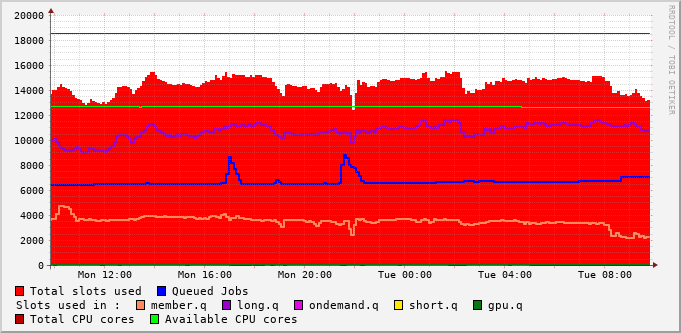 20000
18000
16000
14000
12000
10000
8000
6000
4000
2000
0
Mon 12:00 Mon 16:00 Mon 20:00 Tue 00:00 Tue 04:00 Tue 08:00
RRDTOOL / TOBI OETIKER
Total slots used Queued Jobs
Slots used in : member.q long.q ondemand.q short.q gpu.q
Total CPU cores Available CPU cores